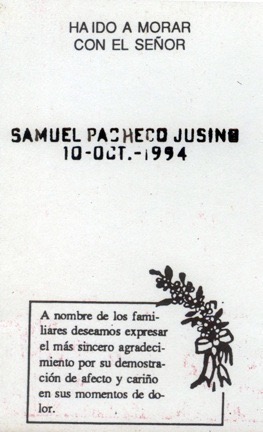 HA IDO A MORAR
CON EL SEÑOR
SAMUEL PACHECO JUSINO
10-OCT.-1994
A nombre de los fami-
liares deseamos expresar
el más sincero agradeci-
miento por su demostra-
ción de afecto y cariño
en sus momentos de do-
lor.